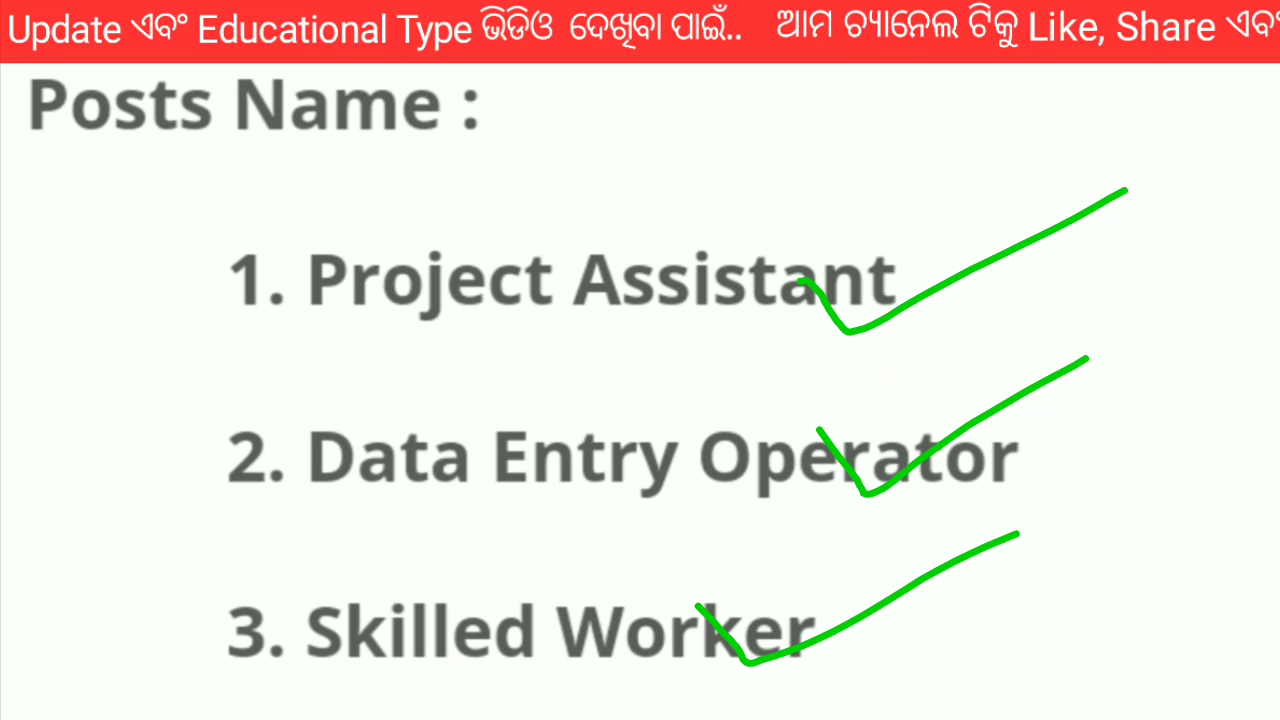 Update ଏବଂ Educational Type ଭିଡିଓ ଦେଖିବା ପାଇଁ.. ଆମ ଚ୍ୟାନେଲ ଟିକୁ Like, Share ଏବଂ
Posts Name :
1. Project Assistant
2. Data Entry Operator
3. Skilled Worker